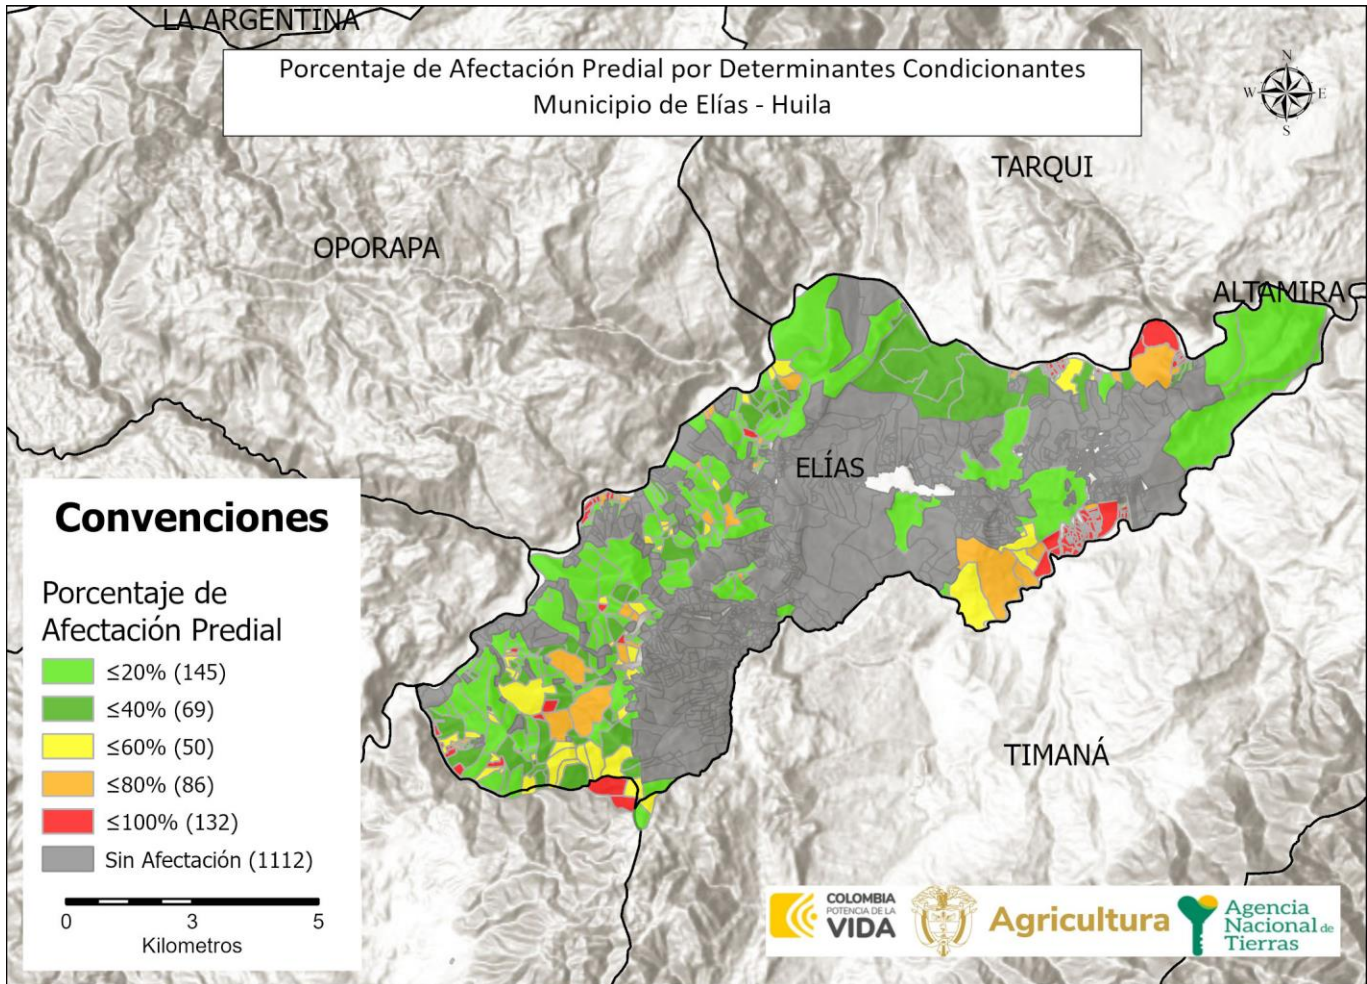 LA ARGENTINA
Porcentaje de Afectación Predial por Determinantes Condicionantes
Municipio de Elías - Huila
N
W E
S
TARQUI
OPORAPA
ALTAMIRA
ELÍAS
TIMANÁ
Convenciones
Porcentaje de
Afectación Predial
≤20% (145)
≤40% (69)
≤60% (50)
≤80% (86)
≤100% (132)
Sin Afectación (1112)
0 3 5
Kilometros
COLOMBIA
POTENCIA DE LA
VIDA
Agricultura
Agencia
Nacional de
Tierras